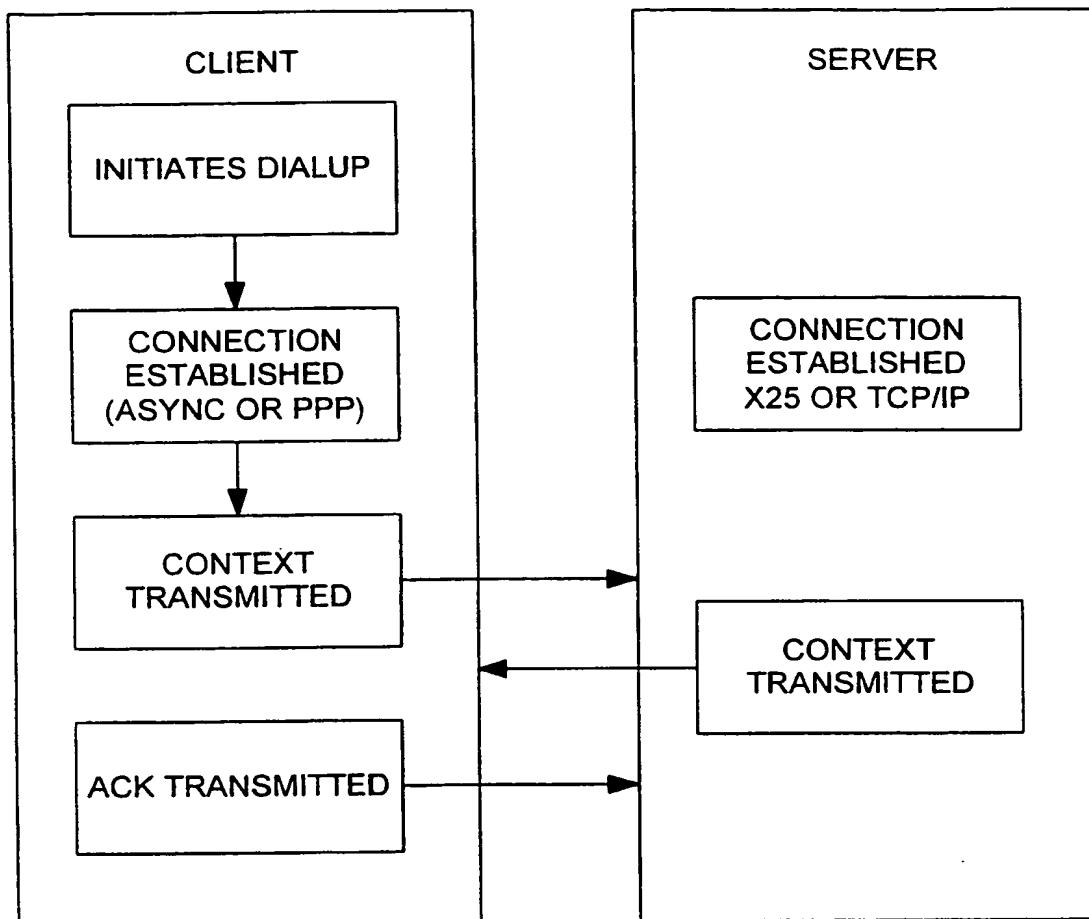 CLIENT
INITIATES DIALUP
CONNECTION
ESTABLISHED
(ASYNC OR PPP)
CONTEXT
TRANSMITTED
ACK TRANSMITTED
SERVER
CONNECTION
ESTABLISHED
X25 OR TCP/IP
CONTEXT
TRANSMITTED